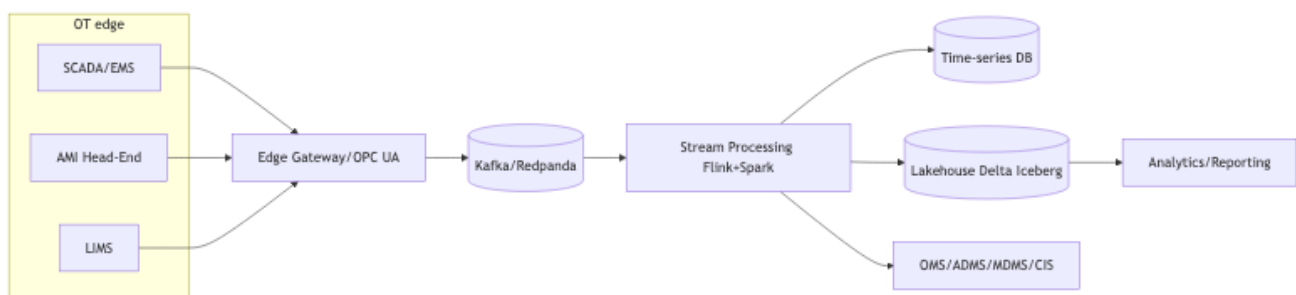 OT edge
SCADA/EMS
AMI Head-End
LIMS
Edge Gateway/OPC UA
Kafka/Redpanda
Stream Processing
Flink+Spark
Time-series DB
Lakehouse Delta Iceberg
OMS/ADMS/MDMS/CIS
Analytics/Reporting